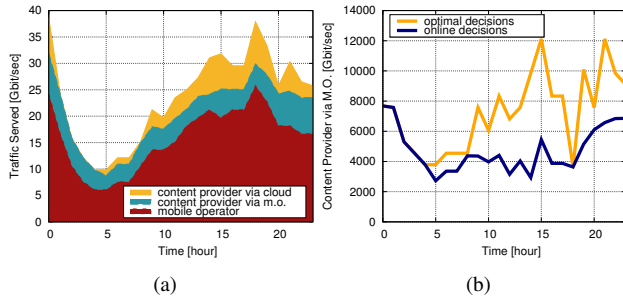 Traffic Served [Gbit/sec]
40
35
30
25
20
15
10
5
0
content provider via cloud
content provider via m.o.
mobile operator
0 5 10 15 20
Time [hour]
(a)
Content Provider via M.O. [Gbit/sec]
14000
12000
10000
8000
6000
4000
2000
0
optimal decisions
online decisions
0 5 10 15 20
Time [hour]
(b)